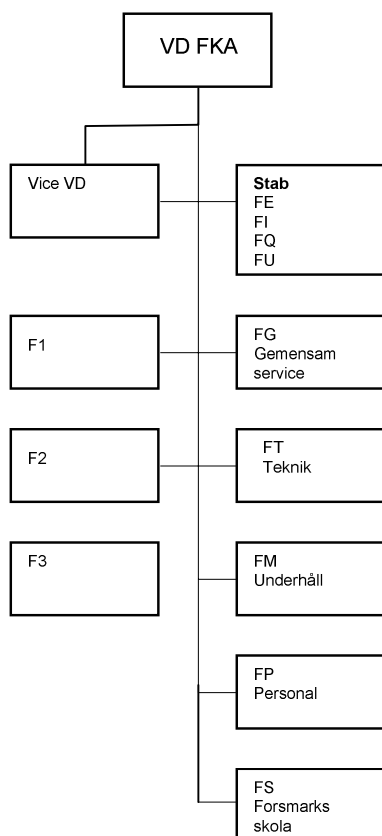 VD FKA
Vice VD
Stab
FE
FI
FQ
FU
F1
FG
Gemensam
service
F2
FT
Teknik
F3
FM
Underhåll
FP
Personal
FS
Forsmarks
skola